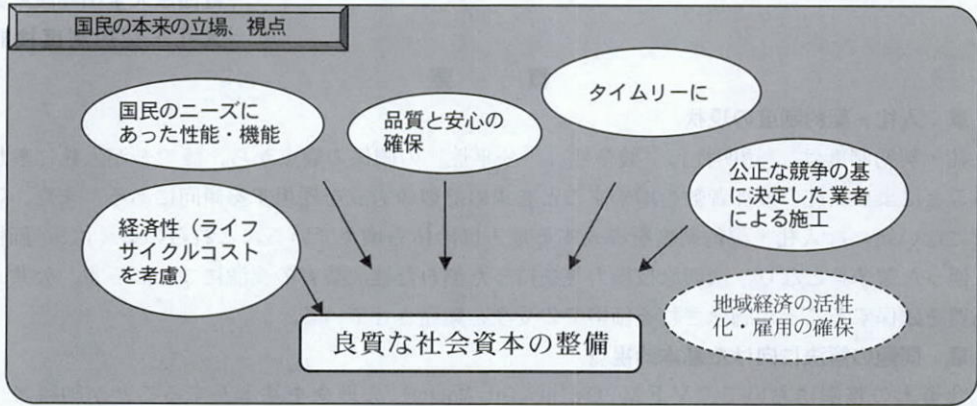 国民の本来の立場、視点
国民のニーズに
あった性能・機能
品質と安心の
確保
タイムリーに
公正な競争の基
に決定した業者
による施工
経済性（ライフ
サイクルコスト
を考慮）
地域経済の活性
化・雇用の確保
良質な社会資本の整備